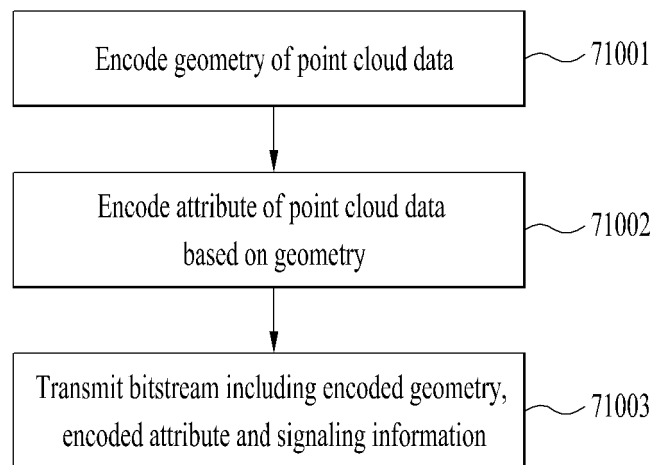 Encode geometry of point cloud data
71001
Encode attribute of point cloud data
based on geometry
71002
Transmit bitstream including encoded geometry,
encoded attribute and signaling information
71003